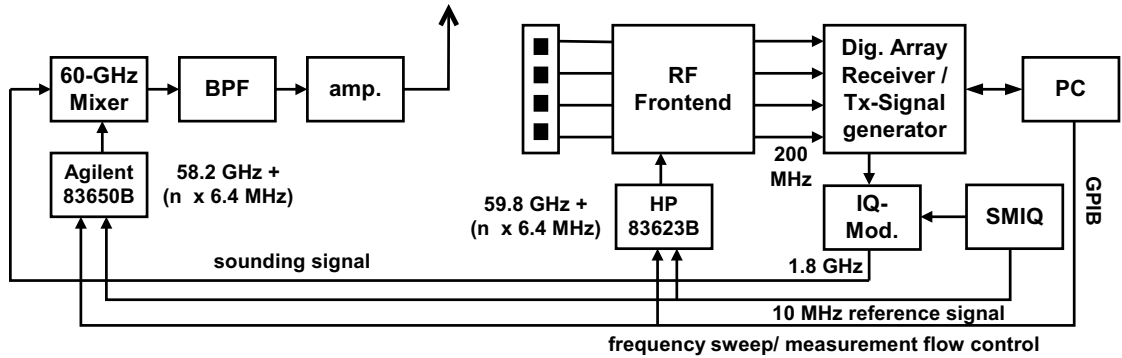 60-GHz
Mixer
BPF
amp.
RF
Frontend
Dig. Array
Receiver /
Tx-Signal
generator
PC
Agilent
83650B
58.2 GHz +
(n x 6.4 MHz)
59.8 GHz +
(n x 6.4 MHz)
HP
83623B
200
MHz
IQ-
Mod.
SMIQ
GPIB
sounding signal
1.8 GHz
10 MHz reference signal
frequency sweep/ measurement flow control